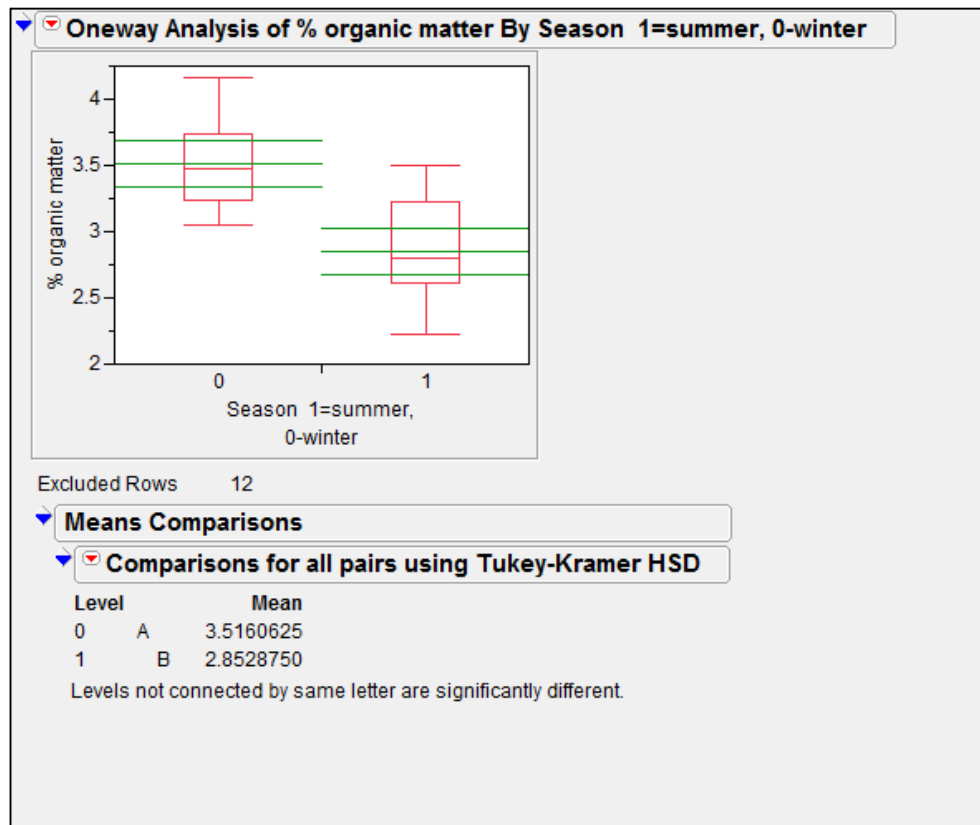 Oneway Analysis of % organic matter By Season 1=summer, 0-winter
% organic matter
4
3.5
3
2.5
2
0 1
Season 1=summer,
0-winter
Excluded Rows 12
Means Comparisons
Comparisons for all pairs using Tukey-Kramer HSD
Level Mean
0 A 3.5160625
1 B 2.8528750
Levels not connected by same letter are significantly different.